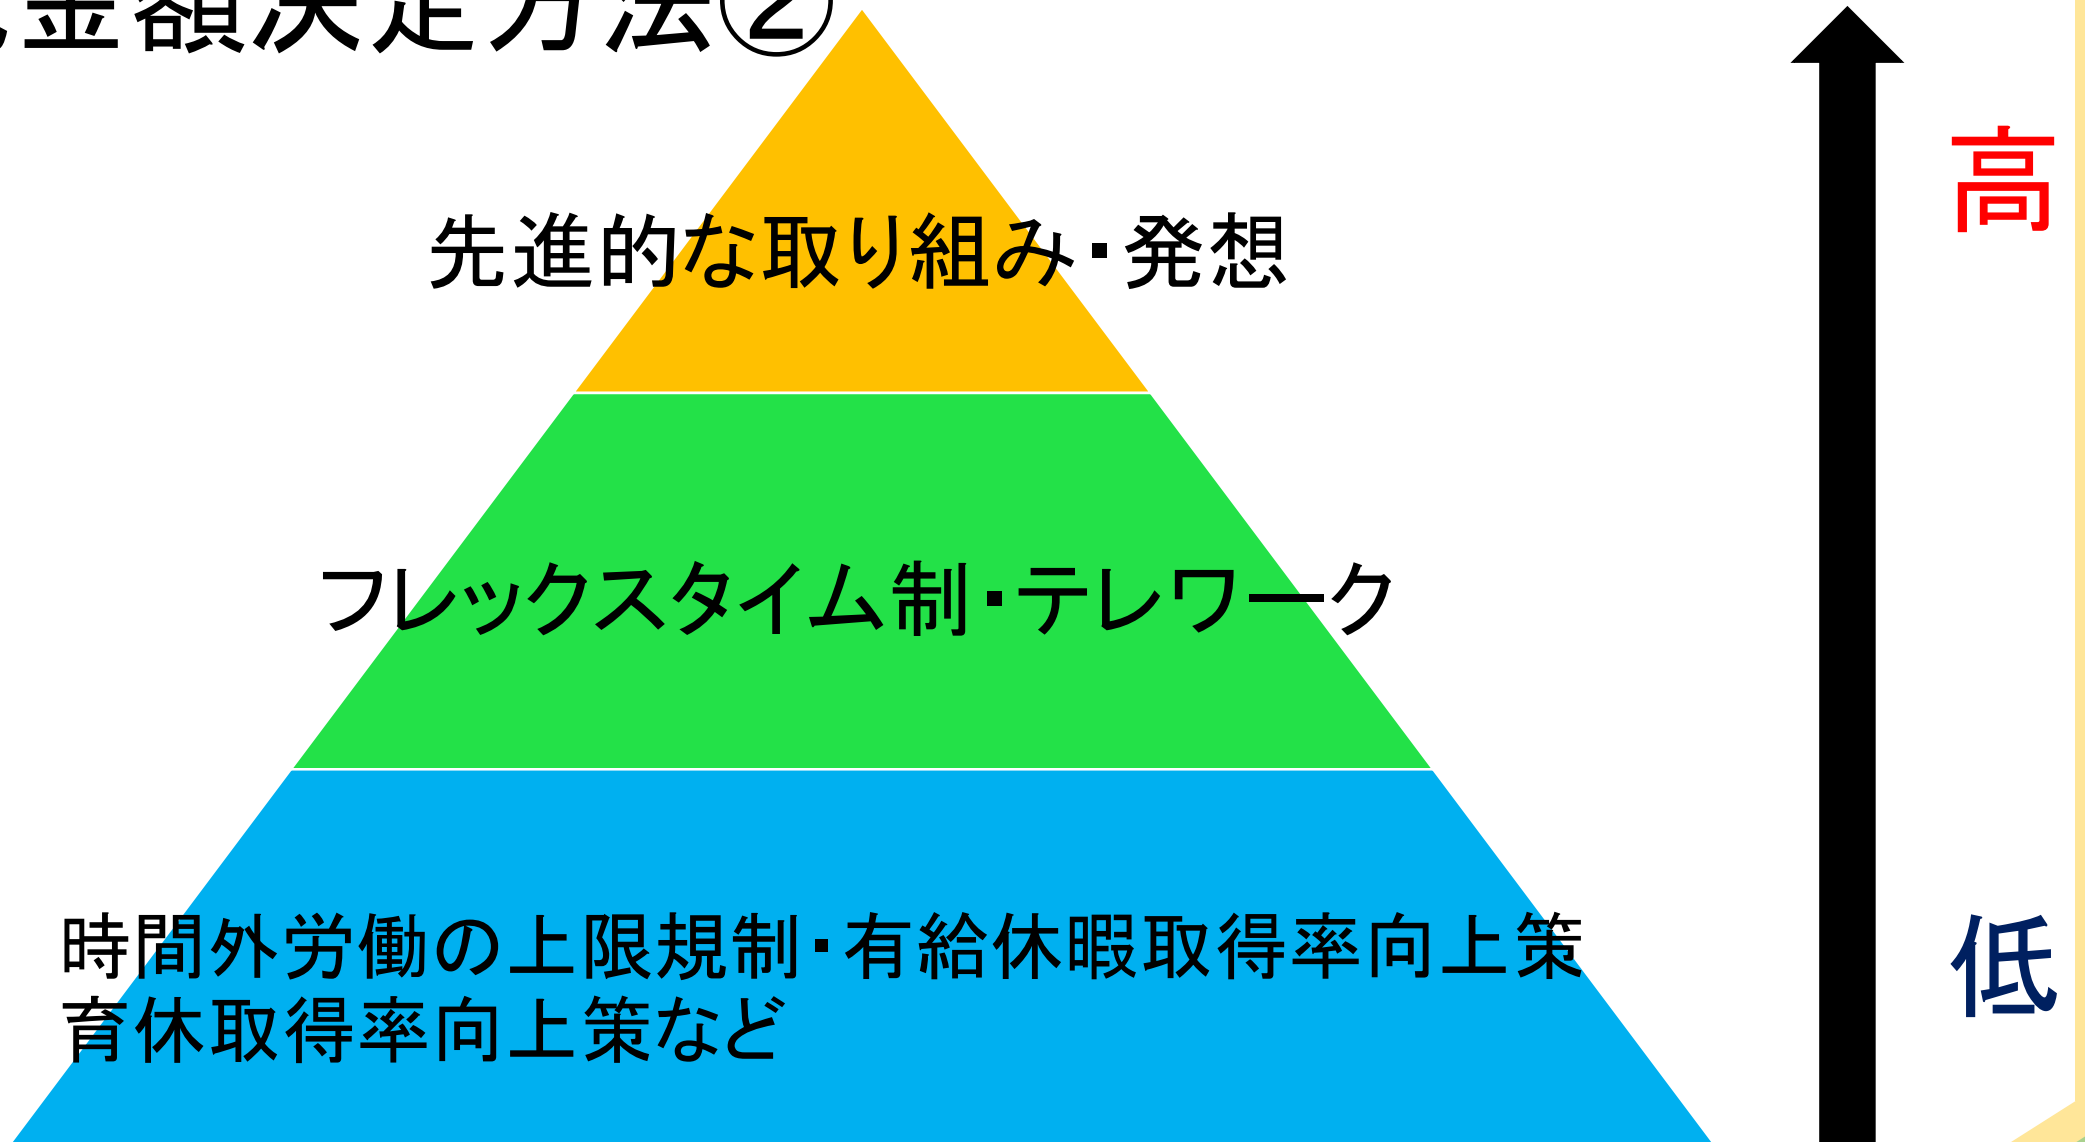 金額決定方法②
高
先進的な取り組み・発想
フレックスタイム制・テレワーク
時間外労働の上限規制・有給休暇取得率向上策
育休取得率向上策など
低